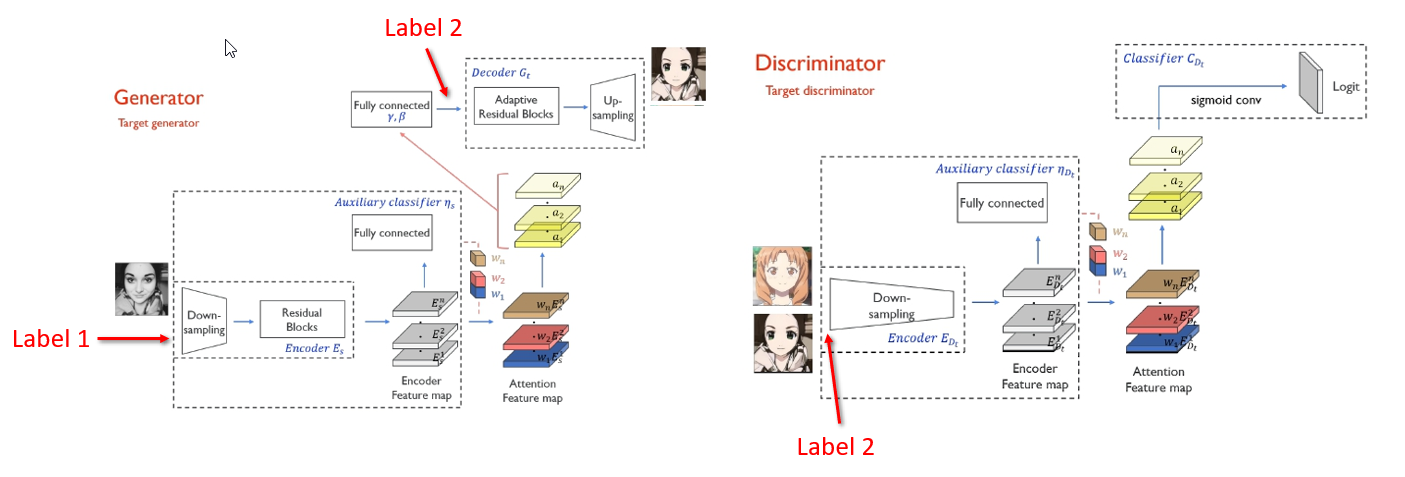 Label 2
Generator
Target generator
Fully connected
γ, β
Decoder G_t
Adaptive
Residual Blocks
Up-
sampling
a_n
a_2
a_1
Auxiliary classifier η_s
Fully connected
w_n
w_2
w_1
Label 1
Down-
sampling
Residual
Blocks
Encoder E_s
E_s^n
E_s^2
E_s^1
w_n E_s^n
w_2 E_s^2
w_1 E_s^1
Encoder
Feature map
Attention
Feature map
Discriminator
Target discriminator
Classifier C_{D_t}
sigmoid conv
Logit
a_n
a_2
a_1
Auxiliary classifier η_{D_t}
Fully connected
w_n
w_2
w_1
Down-
sampling
Encoder E_{D_t}
E_{D_t}^n
E_{D_t}^2
E_{D_t}^1
w_n E_{D_t}^n
w_2 E_{D_t}^2
w_1 E_{D_t}^1
Encoder
Feature map
Attention
Feature map
Label 2